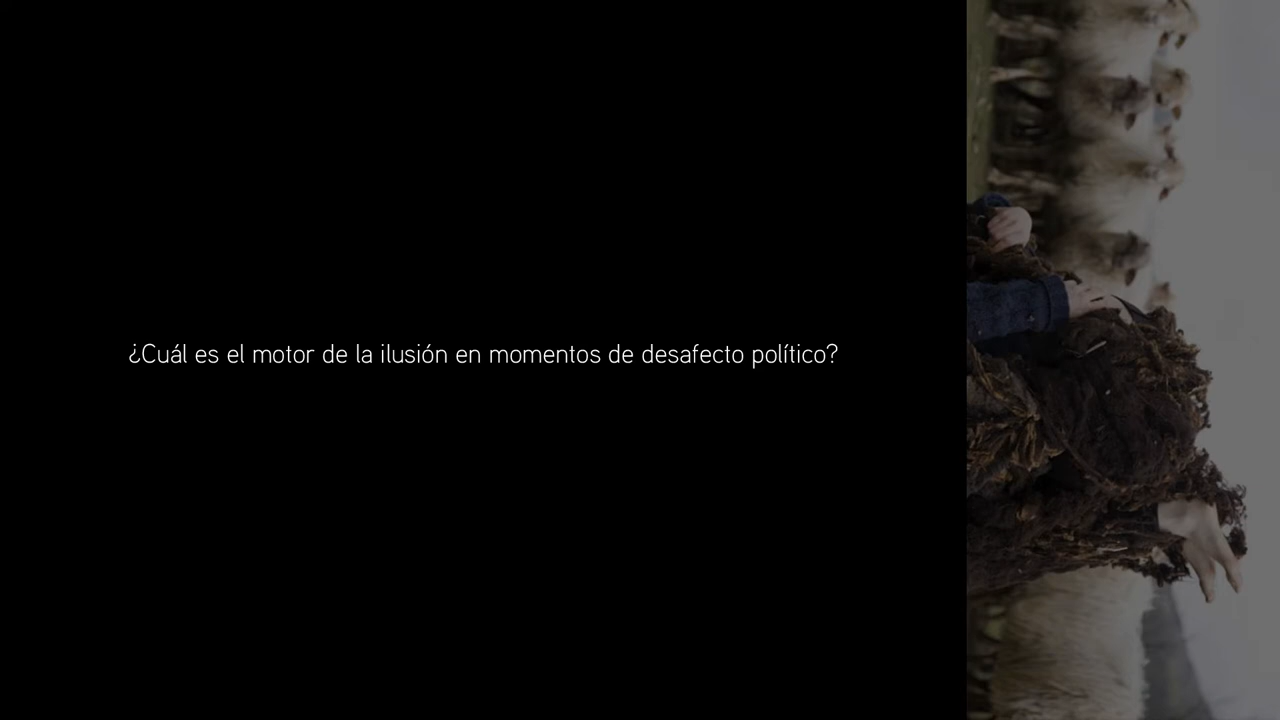 ¿Cuál es el motor de la ilusión en momentos de desafecto político?